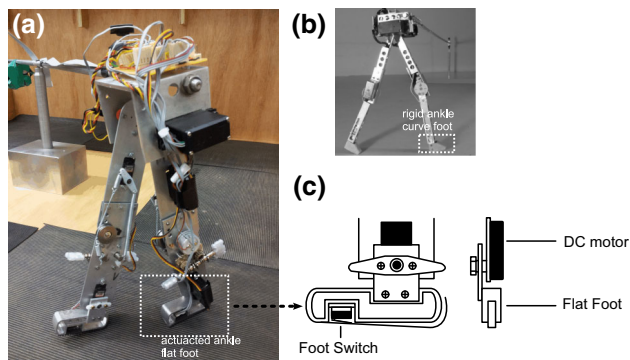 (a)
(b)
rigid ankle
curve foot
(c)
DC motor
Flat Foot
Foot Switch
actuacted ankle
flat foot